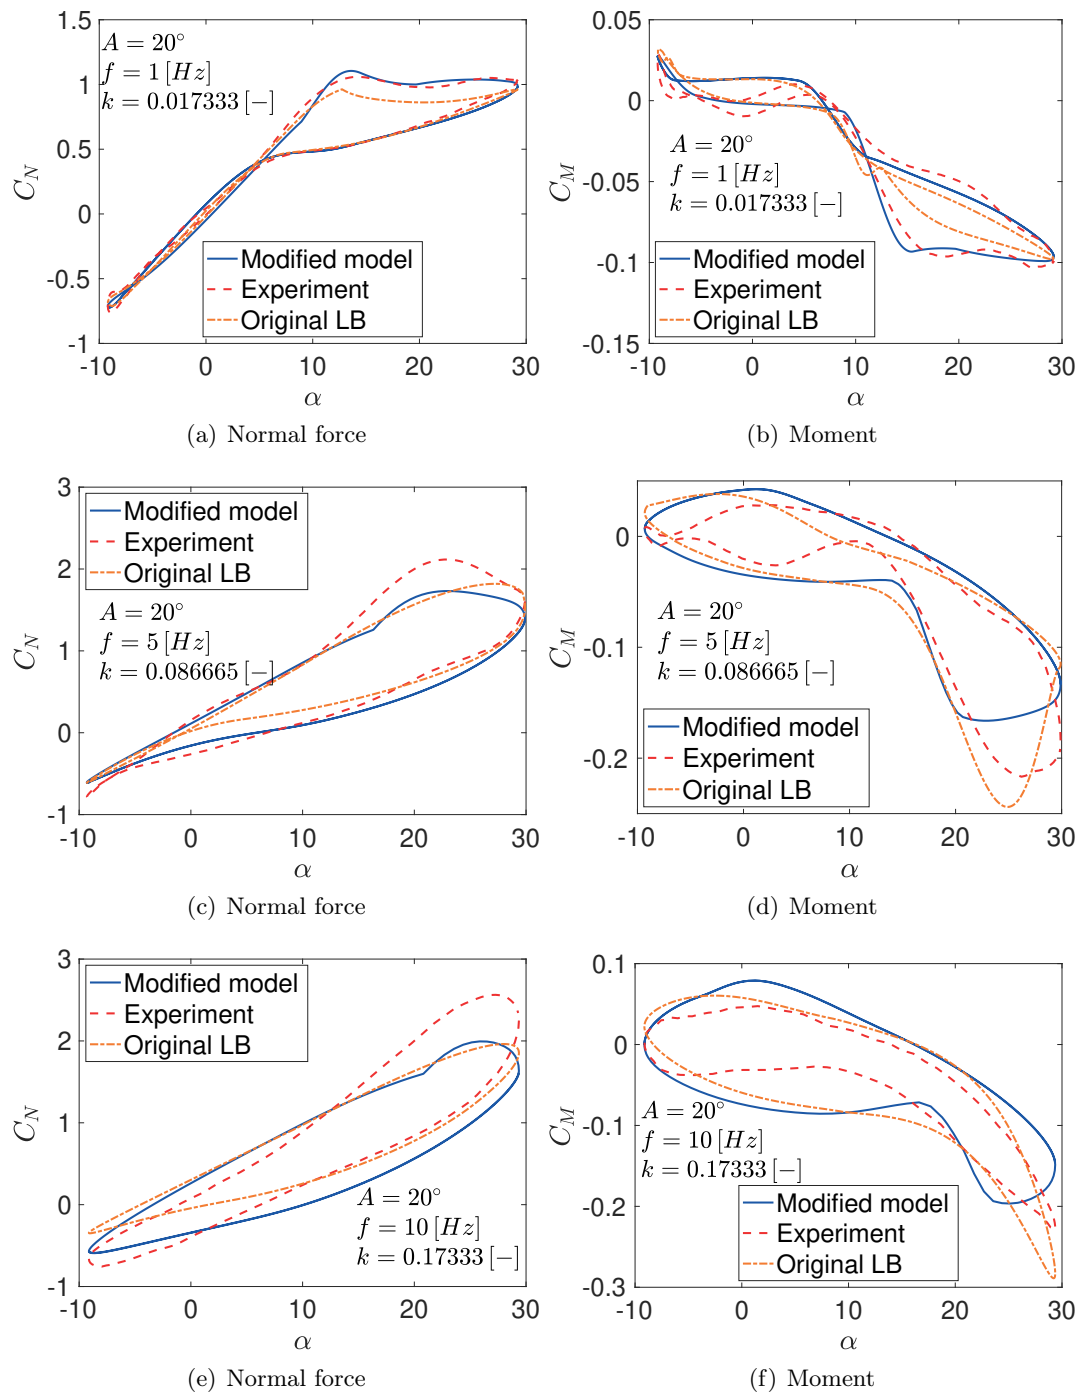 1.5
1
0.5
0
-0.5
-1
C_N
A = 20°
f = 1 [Hz]
k = 0.017333 [−]
Modified model
Experiment
Original LB
-10 0 10 20 30
α
(a) Normal force
0.05
0
-0.05
-0.1
-0.15
C_M
A = 20°
f = 1 [Hz]
k = 0.017333 [−]
Modified model
Experiment
Original LB
-10 0 10 20 30
α
(b) Moment
3
2
1
0
-1
C_N
Modified model
Experiment
Original LB
A = 20°
f = 5 [Hz]
k = 0.086665 [−]
-10 0 10 20 30
α
(c) Normal force
0
-0.1
-0.2
C_M
A = 20°
f = 5 [Hz]
k = 0.086665 [−]
Modified model
Experiment
Original LB
-10 0 10 20 30
α
(d) Moment
3
2
1
0
-1
C_N
Modified model
Experiment
Original LB
A = 20°
f = 10 [Hz]
k = 0.17333 [−]
-10 0 10 20 30
α
(e) Normal force
0.1
0
-0.1
-0.2
-0.3
C_M
A = 20°
f = 10 [Hz]
k = 0.17333 [−]
Modified model
Experiment
Original LB
-10 0 10 20 30
α
(f) Moment